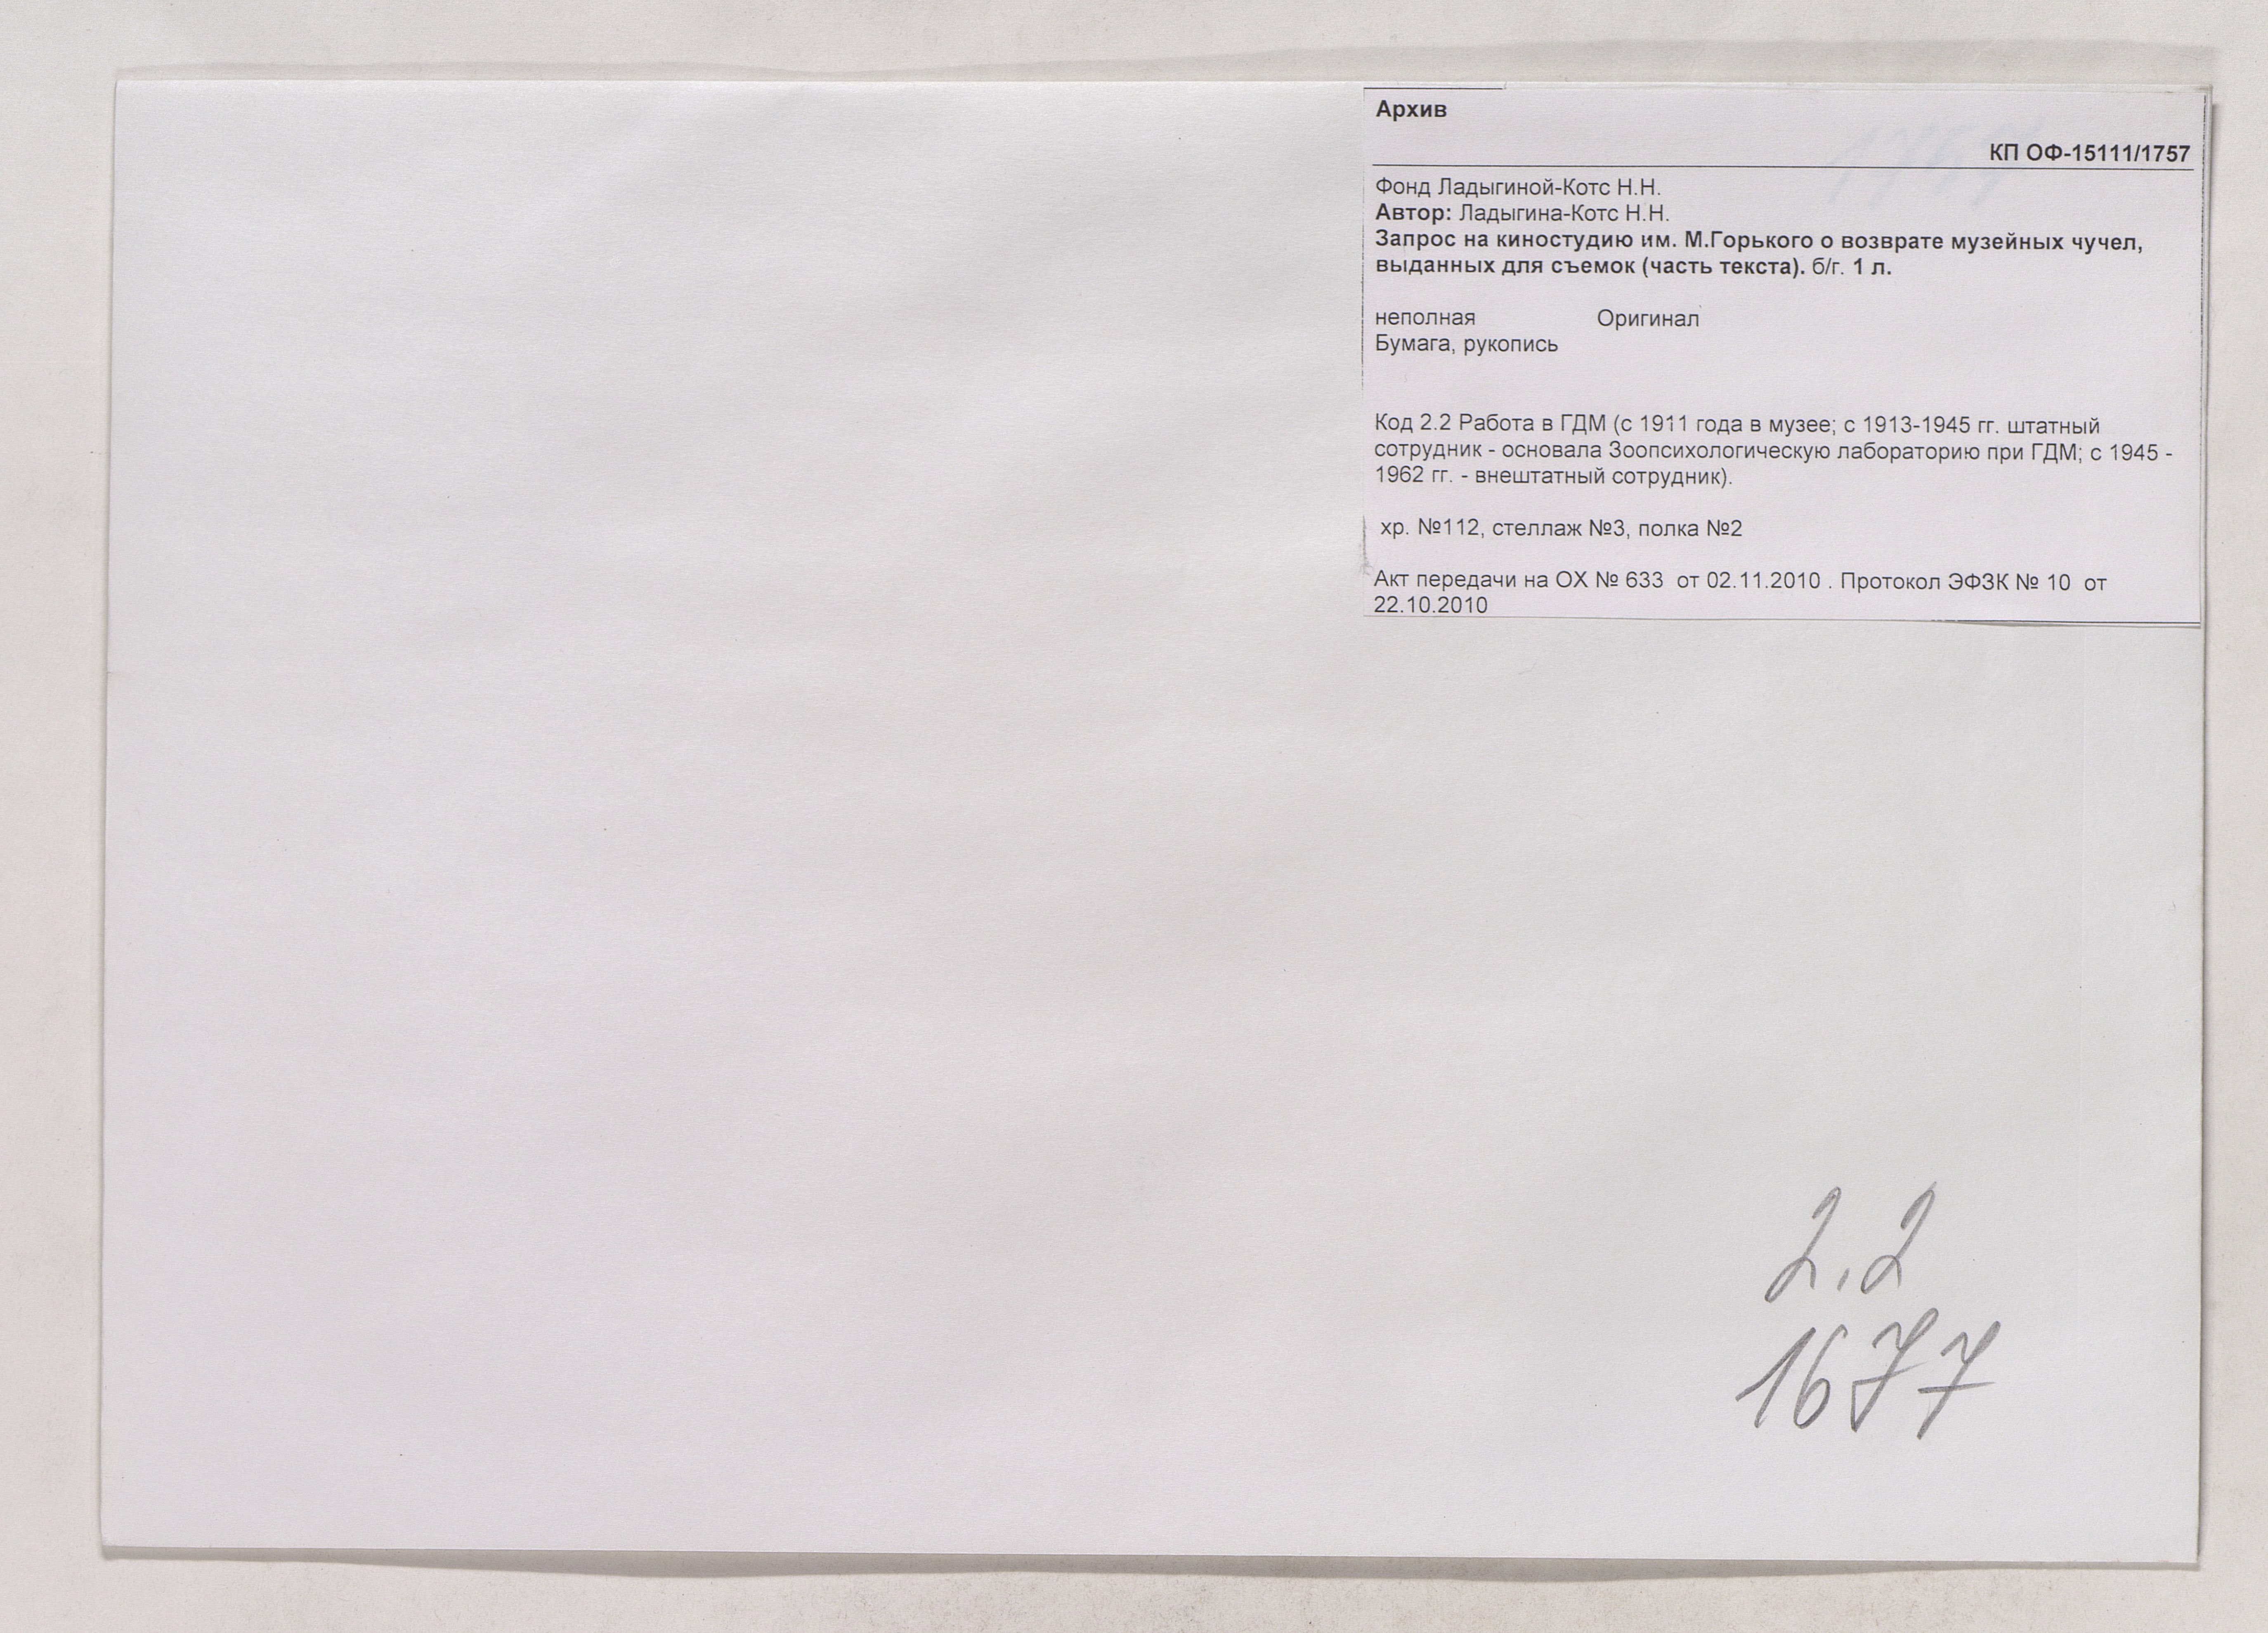 Архив
КП ОФ-15111/1757
Фонд Ладыгиной-Котс Н.Н.
Автор: Ладыгина-Котс Н.Н.
Запрос на киностудию им. М.Горького о возврате музейных чучел,
выданных для съемок (часть текста). б/г. 1 л.
неполная Оригинал
Бумага, рукопись
Код 2.2 Работа в ГДМ (с 1911 года в музее; с 1913-1945 гг. штатный
сотрудник - основала Зоопсихологическую лабораторию при ГДМ; с 1945 -
1962 гг. - внештатный сотрудник).
хр. №112, стеллаж №3, полка №2
Акт передачи на ОХ № 633 от 02.11.2010 . Протокол ЭФЗК № 10 от
22.10.2010
2.2
1677